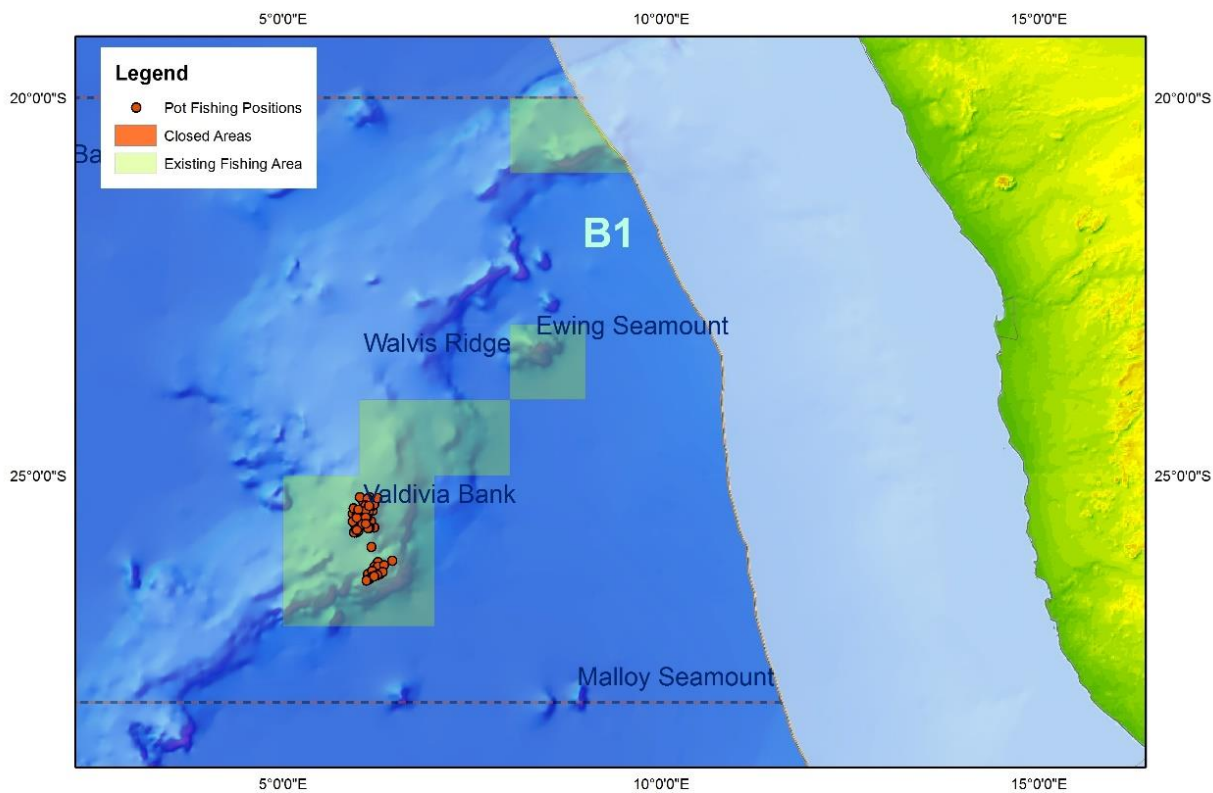 5°0'0"E 10°0'0"E 15°0'0"E
Legend
Pot Fishing Positions
Closed Areas
Existing Fishing Area
20°0'0"S 20°0'0"S
Ba
B1
Ewing Seamount
Walvis Ridge
25°0'0"S 25°0'0"S
Valdivia Bank
Malloy Seamount
5°0'0"E 10°0'0"E 15°0'0"E